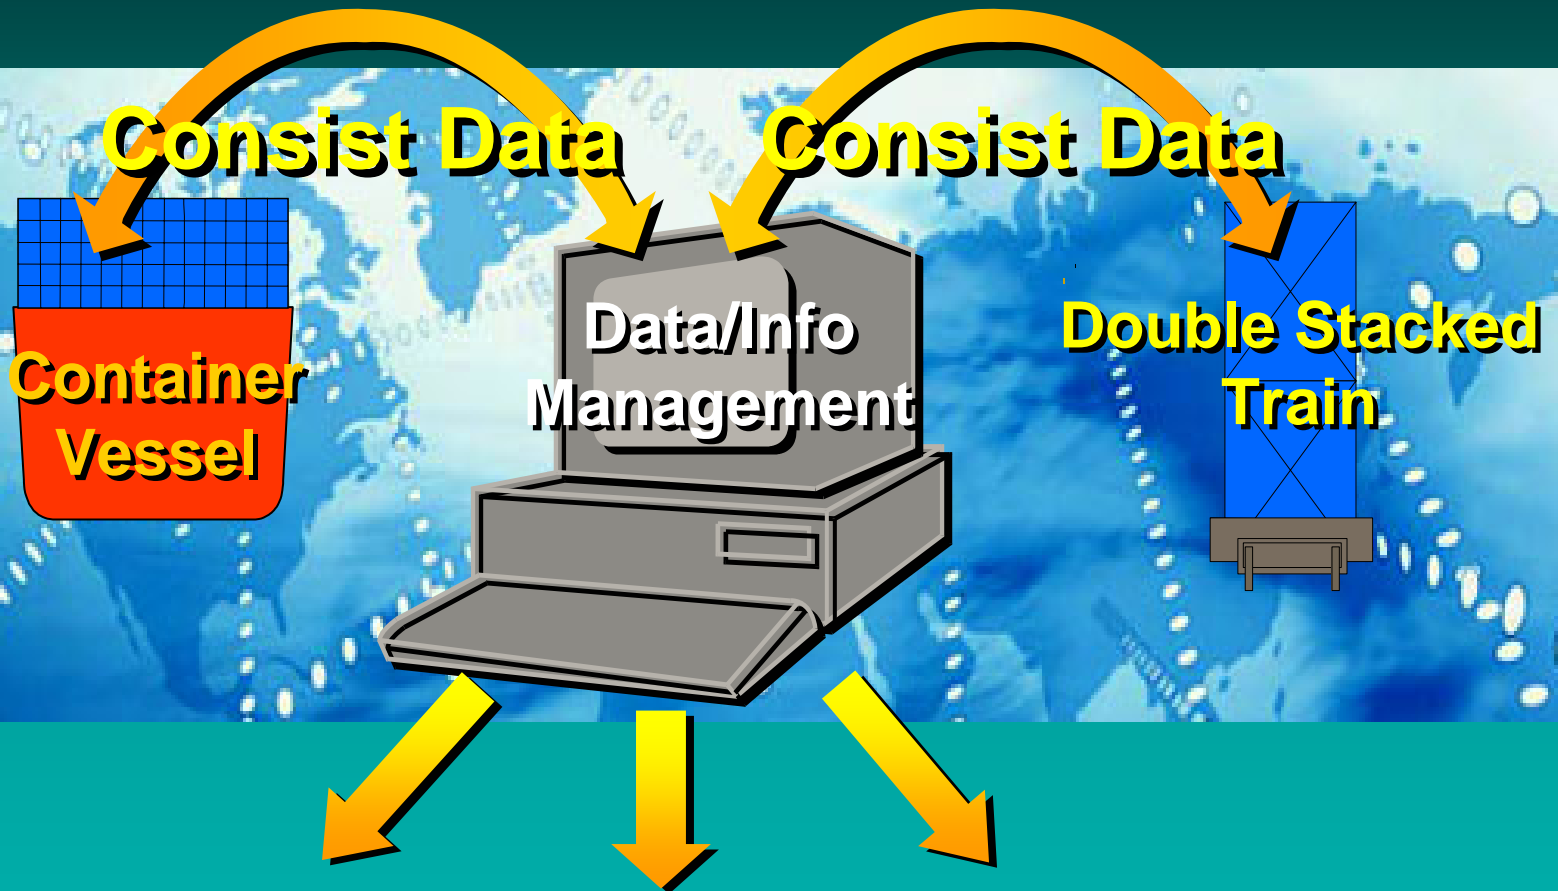 Consist Data
Consist Data
Container
Vessel
Data/Info
Management
Double Stacked
Train